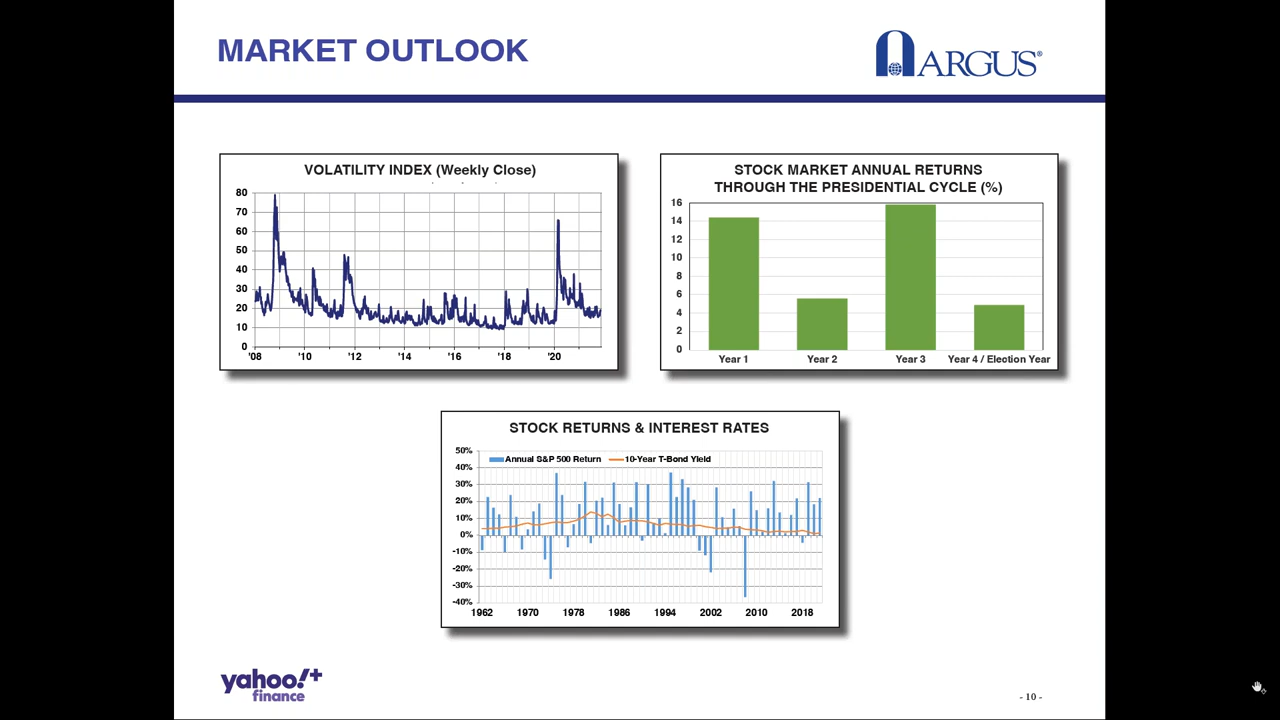 MARKET OUTLOOK
ARGUS®
VOLATILITY INDEX (Weekly Close)
80
70
60
50
40
30
20
10
0
'08 '10 '12 '14 '16 '18 '20
STOCK MARKET ANNUAL RETURNS
THROUGH THE PRESIDENTIAL CYCLE (%)
16
14
12
10
8
6
4
2
0
Year 1 Year 2 Year 3 Year 4 / Election Year
STOCK RETURNS & INTEREST RATES
Annual S&P 500 Return 10-Year T-Bond Yield
50%
40%
30%
20%
10%
0%
-10%
-20%
-30%
-40%
1962 1970 1978 1986 1994 2002 2010 2018
yahoo!+
finance
- 10 -